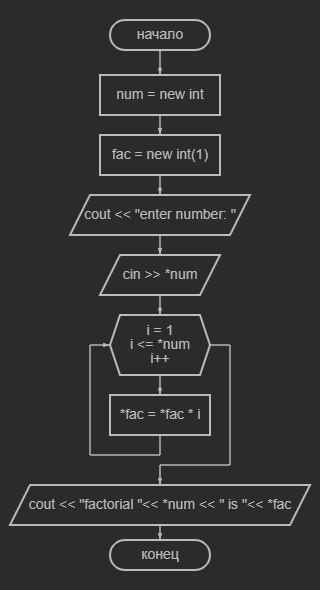 начало
num = new int
fac = new int(1)
cout << "enter number: "
cin >> *num
i = 1
i <= *num
i++
*fac = *fac * i
cout << "factorial "<< *num << " is "<< *fac
конец